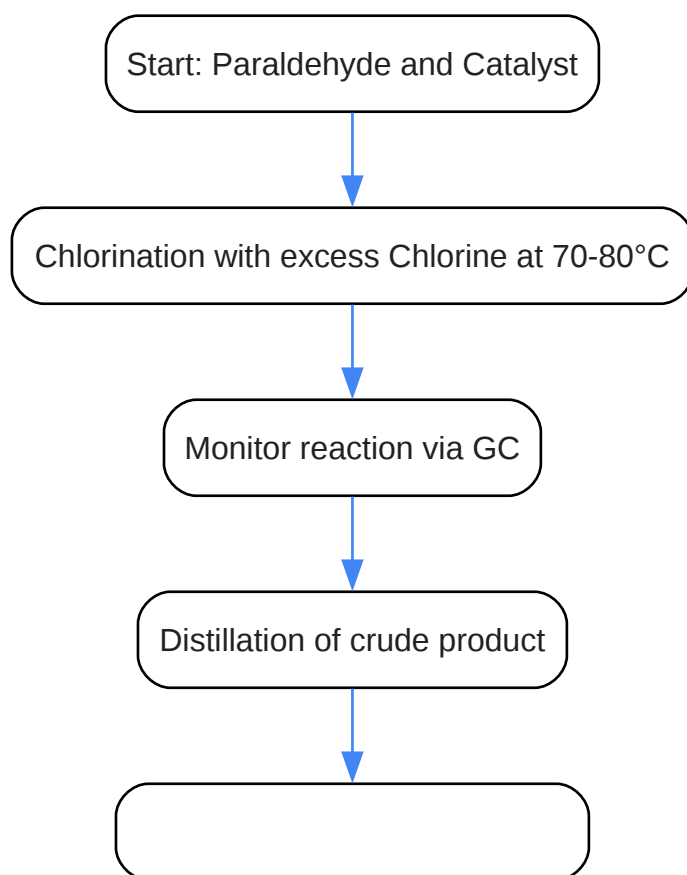 Start: Paraldehyde and Catalyst
Chlorination with excess Chlorine at 70-80°C
Monitor reaction via GC
Distillation of crude product